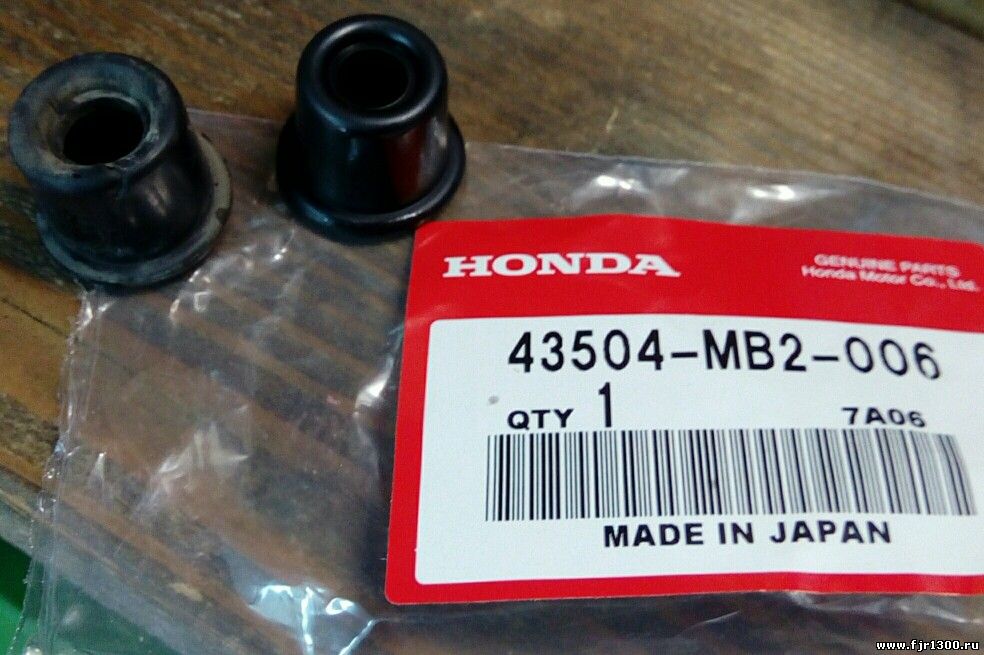 HONDA
GENUINE PARTS
Honda Motor Co., Ltd.
43504-MB2-006
QTY 1 7A06
MADE IN JAPAN
www.fjr1300.ru